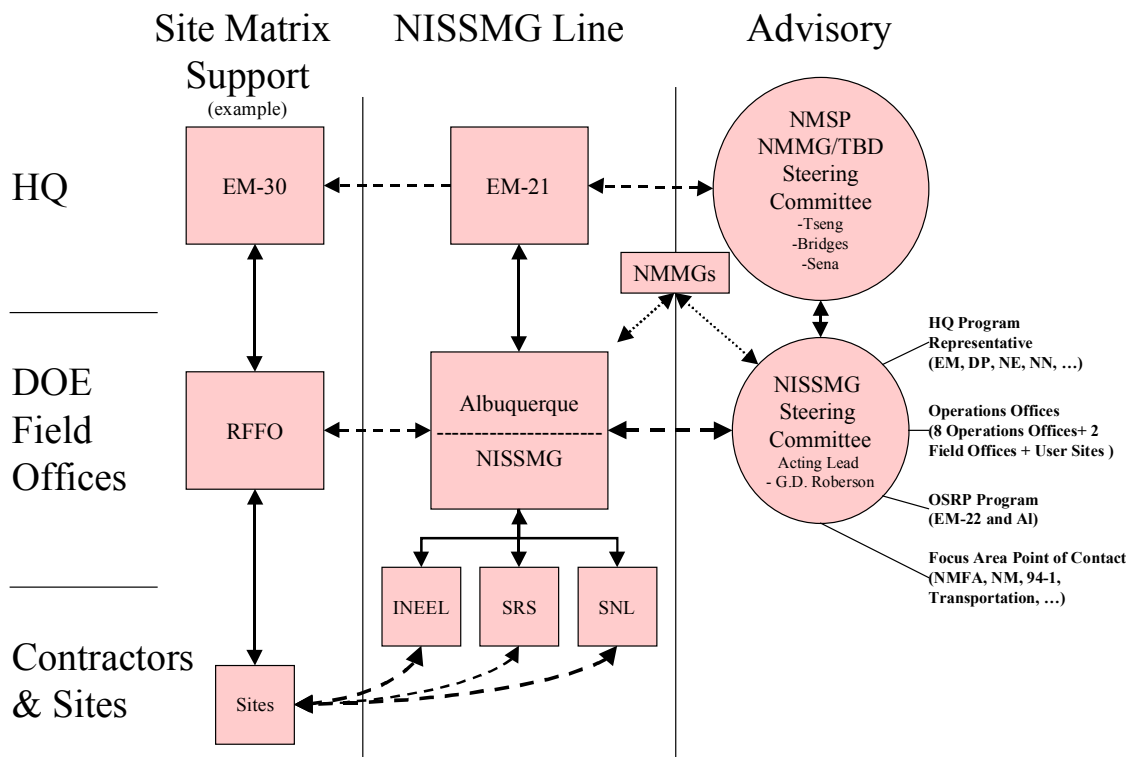 Site Matrix
Support
(example)
NISSMG Line
Advisory
HQ
EM-30
EM-21
NMSP
NMMG/TBD
Steering
Committee
-Tseng
-Bridges
-Sena
NMMGs
DOE
Field
Offices
RFFO
Albuquerque
NISSMG
NISSMG
Steering
Committee
Acting Lead
- G.D. Roberson
HQ Program
Representative
(EM, DP, NE, NN, …)
Operations Offices
(8 Operations Offices+ 2
Field Offices + User Sites )
OSRP Program
(EM-22 and Al)
Focus Area Point of Contact
(NMFA, NM, 94-1,
Transportation, …)
Contractors
& Sites
INEEL
SRS
SNL
Sites